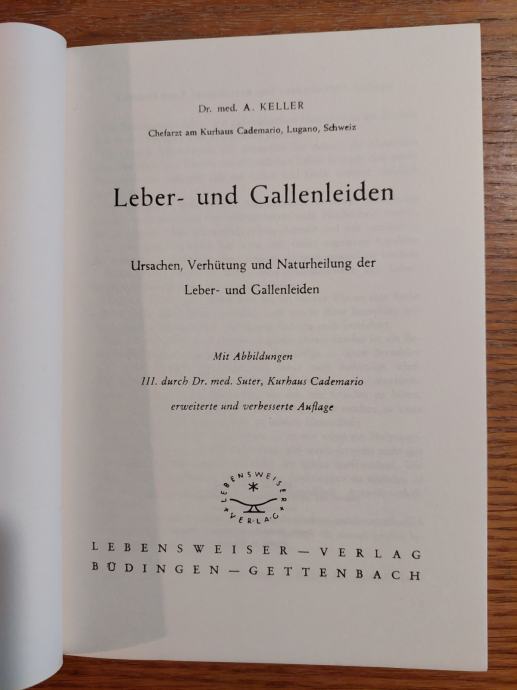 Dr. med. A. KELLER
Chefarzt am Kurhaus Cademario, Lugano, Schweiz
Leber- und Gallenleiden
Ursachen, Verhütung und Naturheilung der
Leber- und Gallenleiden
Mit Abbildungen
III. durch Dr. med. Suter, Kurhaus Cademario
erweiterte und verbesserte Auflage
LEBENSWEISER
VERLAG
LEBENSWEISER — VERLAG
BÜDINGEN — GETTENBACH